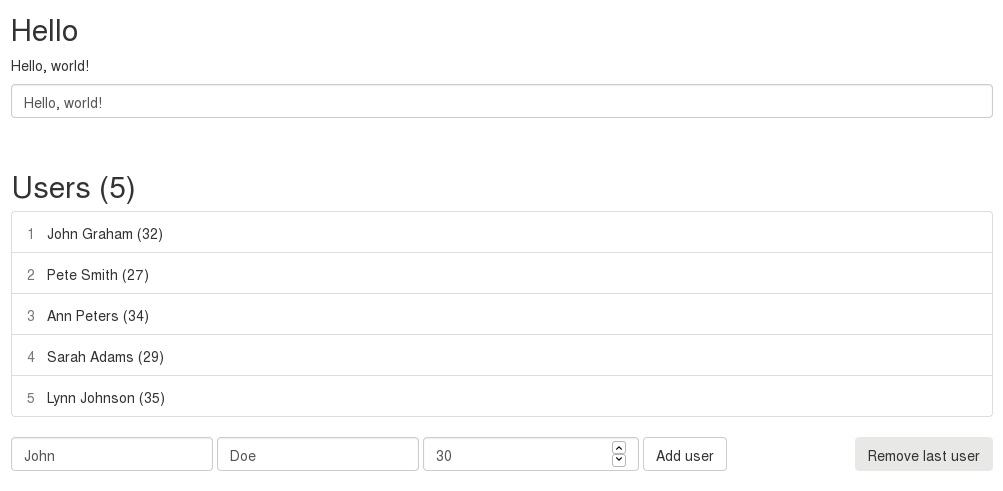 Hello
Hello, world!
Hello, world!
Users (5)
1 John Graham (32)
2 Pete Smith (27)
3 Ann Peters (34)
4 Sarah Adams (29)
5 Lynn Johnson (35)
John Doe 30 Add user Remove last user